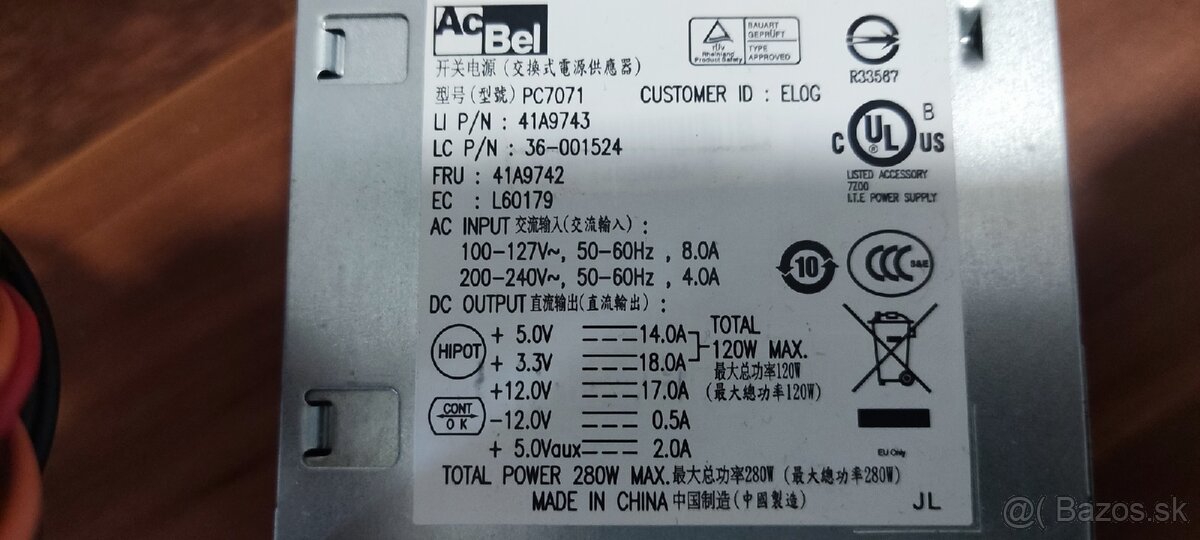 AcBel
开关电源 (交換式電源供應器)
型号(型號) PC7071 CUSTOMER ID : ELOG
LI P/N : 41A9743
LC P/N : 36-001524
FRU : 41A9742
EC : L60179
TÜV
Rheinland
Product Safety
BAUART
GEPRÜFT
TYPE
APPROVED
R33567
C UL US
B
®
LISTED ACCESSORY
7Z00
I.T.E POWER SUPPLY
AC INPUT 交流输入(交流輸入) :
100-127V~, 50-60Hz , 8.0A
200-240V~, 50-60Hz , 4.0A
10
CCC S&E
DC OUTPUT 直流输出(直流輸出) :
HIPOT
CONT
OK
+ 5.0V 14.0A
+ 3.3V 18.0A
+12.0V 17.0A
-12.0V 0.5A
+ 5.0Vaux 2.0A
TOTAL
120W MAX.
最大总功率120W
(最大總功率120W)
EU Only
TOTAL POWER 280W MAX. 最大总功率280W (最大總功率280W)
MADE IN CHINA 中国制造(中國製造)
JL
@( Bazos.sk